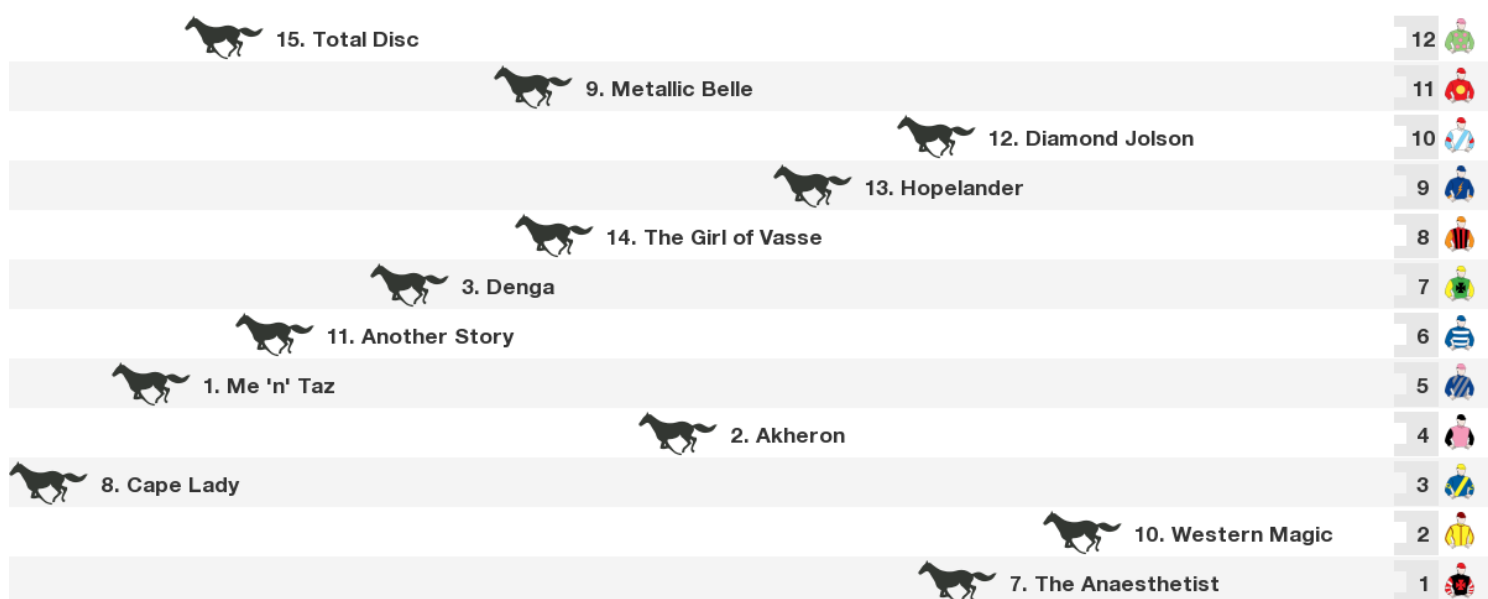 15. Total Disc 12
9. Metallic Belle 11
12. Diamond Jolson 10
13. Hopelander 9
14. The Girl of Vasse 8
3. Denga 7
11. Another Story 6
1. Me 'n' Taz 5
2. Akheron 4
8. Cape Lady 3
10. Western Magic 2
7. The Anaesthetist 1